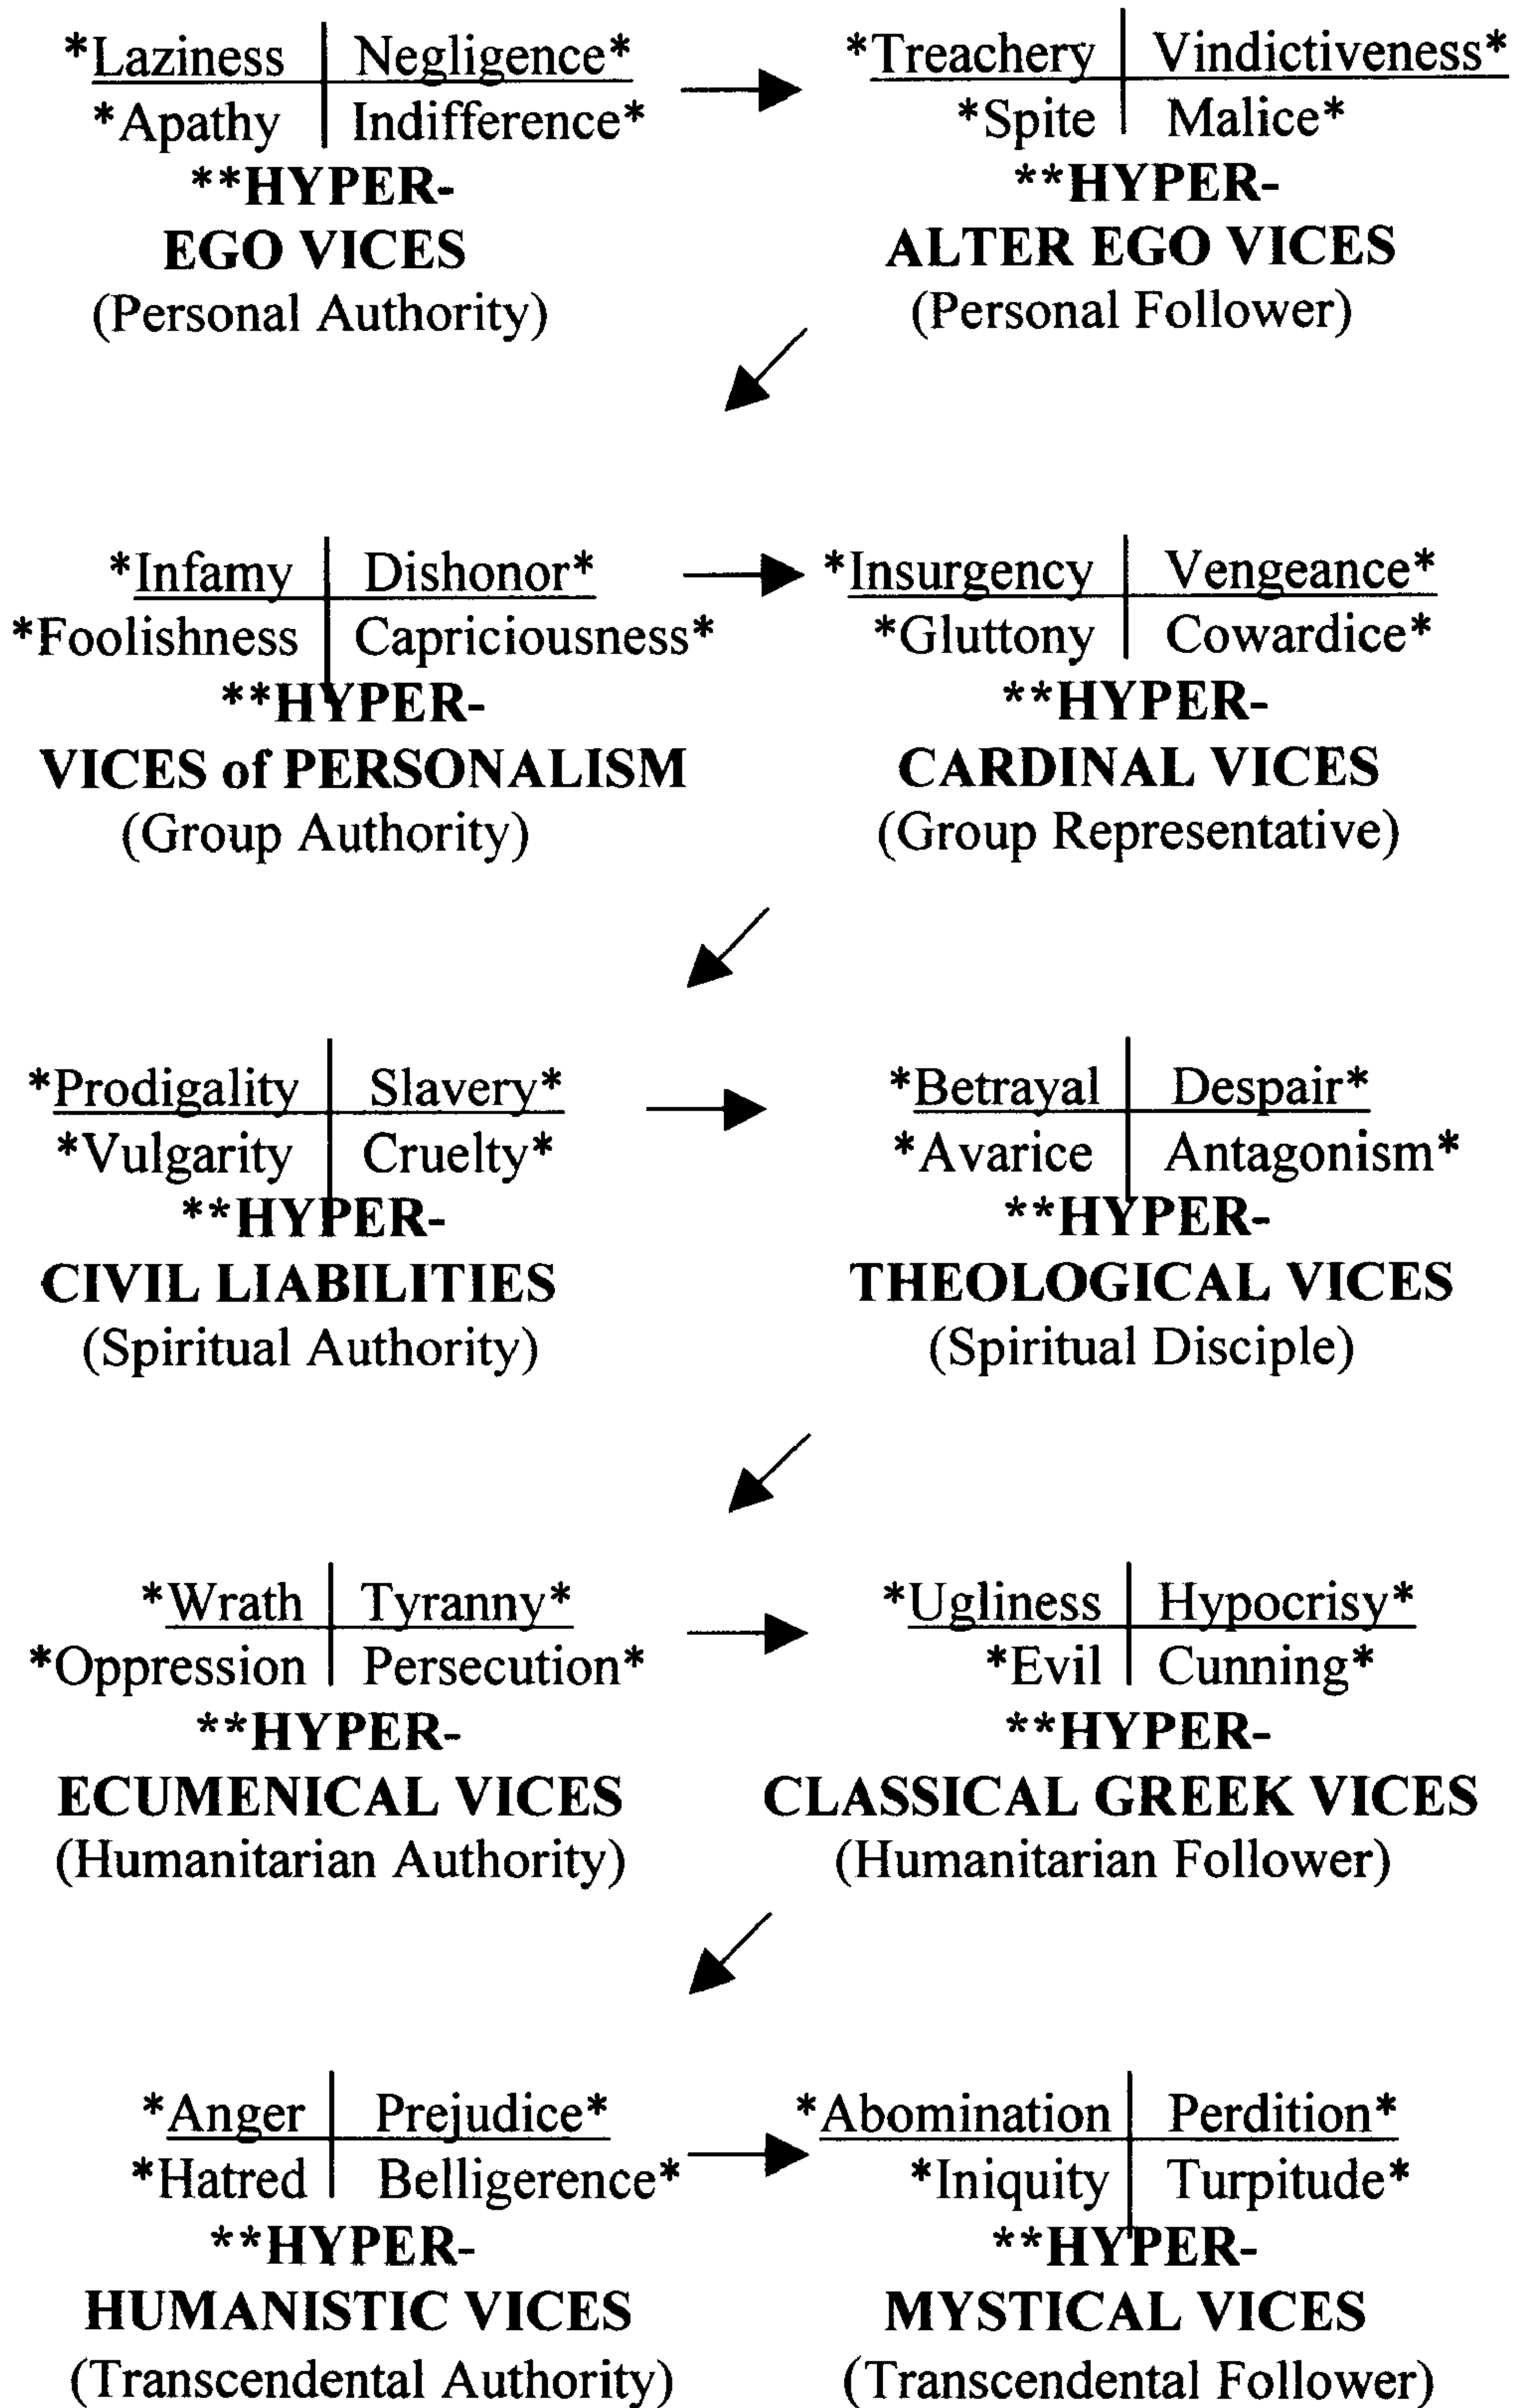 *Laziness Negligence*
*Apathy Indifference*
**HYPER-
EGO VICES
(Personal Authority)
*Treachery Vindictiveness*
*Spite Malice*
**HYPER-
ALTER EGO VICES
(Personal Follower)
*Infamy Dishonor*
*Foolishness Capriciousness*
**HYPER-
VICES of PERSONALISM
(Group Authority)
*Insurgency Vengeance*
*Gluttony Cowardice*
**HYPER-
CARDINAL VICES
(Group Representative)
*Prodigality Slavery*
*Vulgarity Cruelty*
**HYPER-
CIVIL LIABILITIES
(Spiritual Authority)
*Betrayal Despair*
*Avarice Antagonism*
**HYPER-
THEOLOGICAL VICES
(Spiritual Disciple)
*Wrath Tyranny*
*Oppression Persecution*
**HYPER-
ECUMENICAL VICES
(Humanitarian Authority)
*Ugliness Hypocrisy*
*Evil Cunning*
**HYPER-
CLASSICAL GREEK VICES
(Humanitarian Follower)
*Anger Prejudice*
*Hatred Belligerence*
**HYPER-
HUMANISTIC VICES
(Transcendental Authority)
*Abomination Perdition*
*Iniquity Turpitude*
**HYPER-
MYSTICAL VICES
(Transcendental Follower)